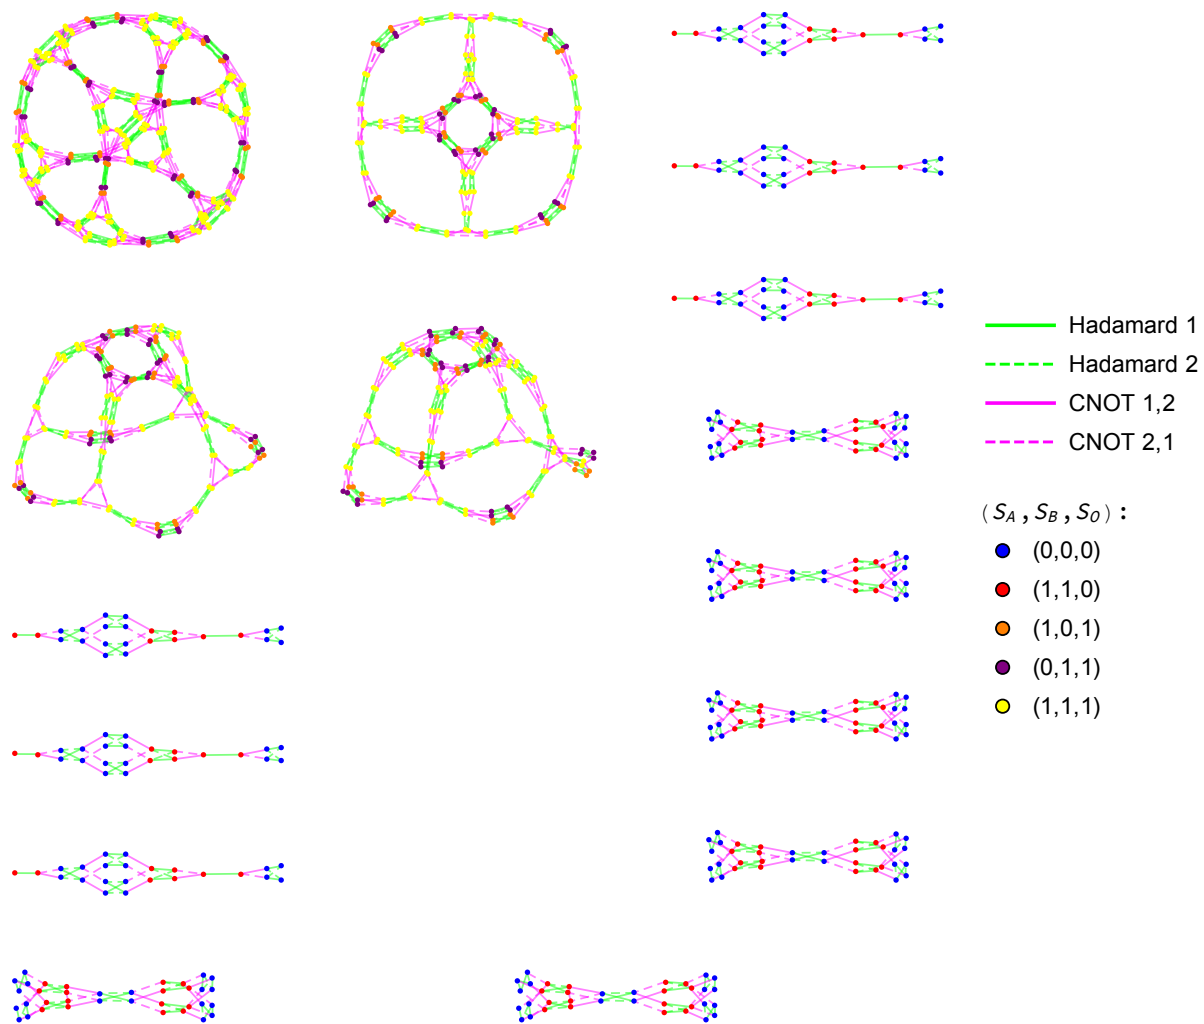 Hadamard 1
Hadamard 2
CNOT 1,2
CNOT 2,1
(S_A, S_B, S_O):
(0,0,0)
(1,1,0)
(1,0,1)
(0,1,1)
(1,1,1)